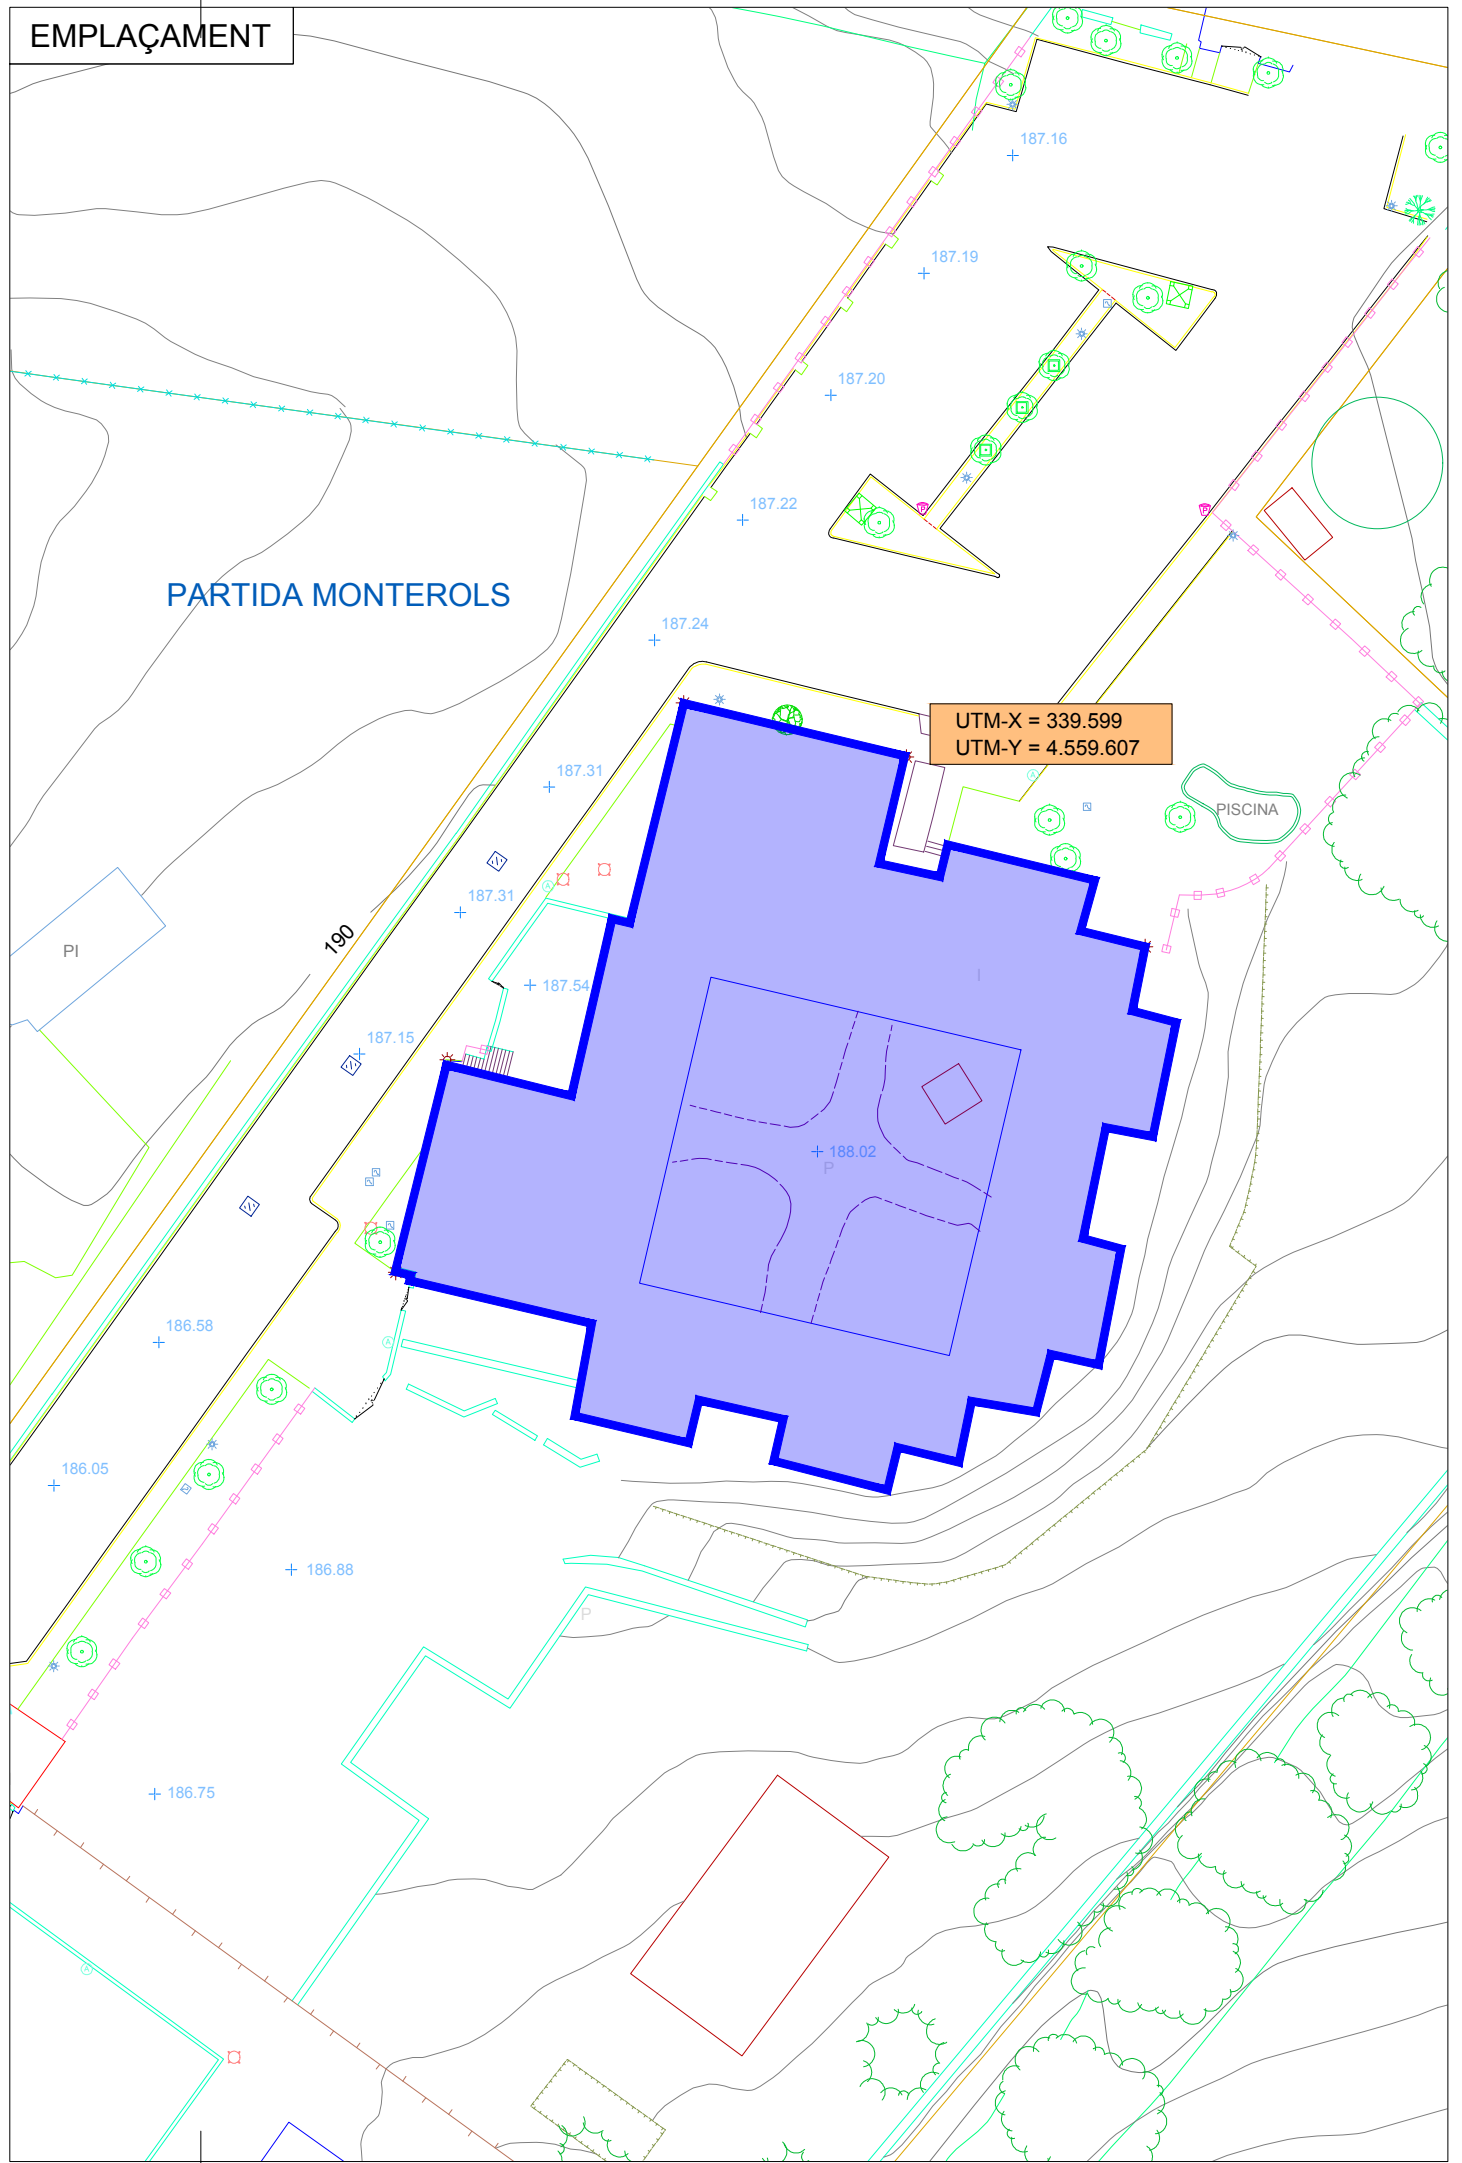 EMPLAÇAMENT
187.16
187.19
187.20
187.22
PARTIDA MONTEROLS
187.24
UTM-X = 339.599
UTM-Y = 4.559.607
187.31
PISCINA
187.31
190
PI
I
187.54
187.15
188.02
P
186.58
186.05
186.88
P
186.75